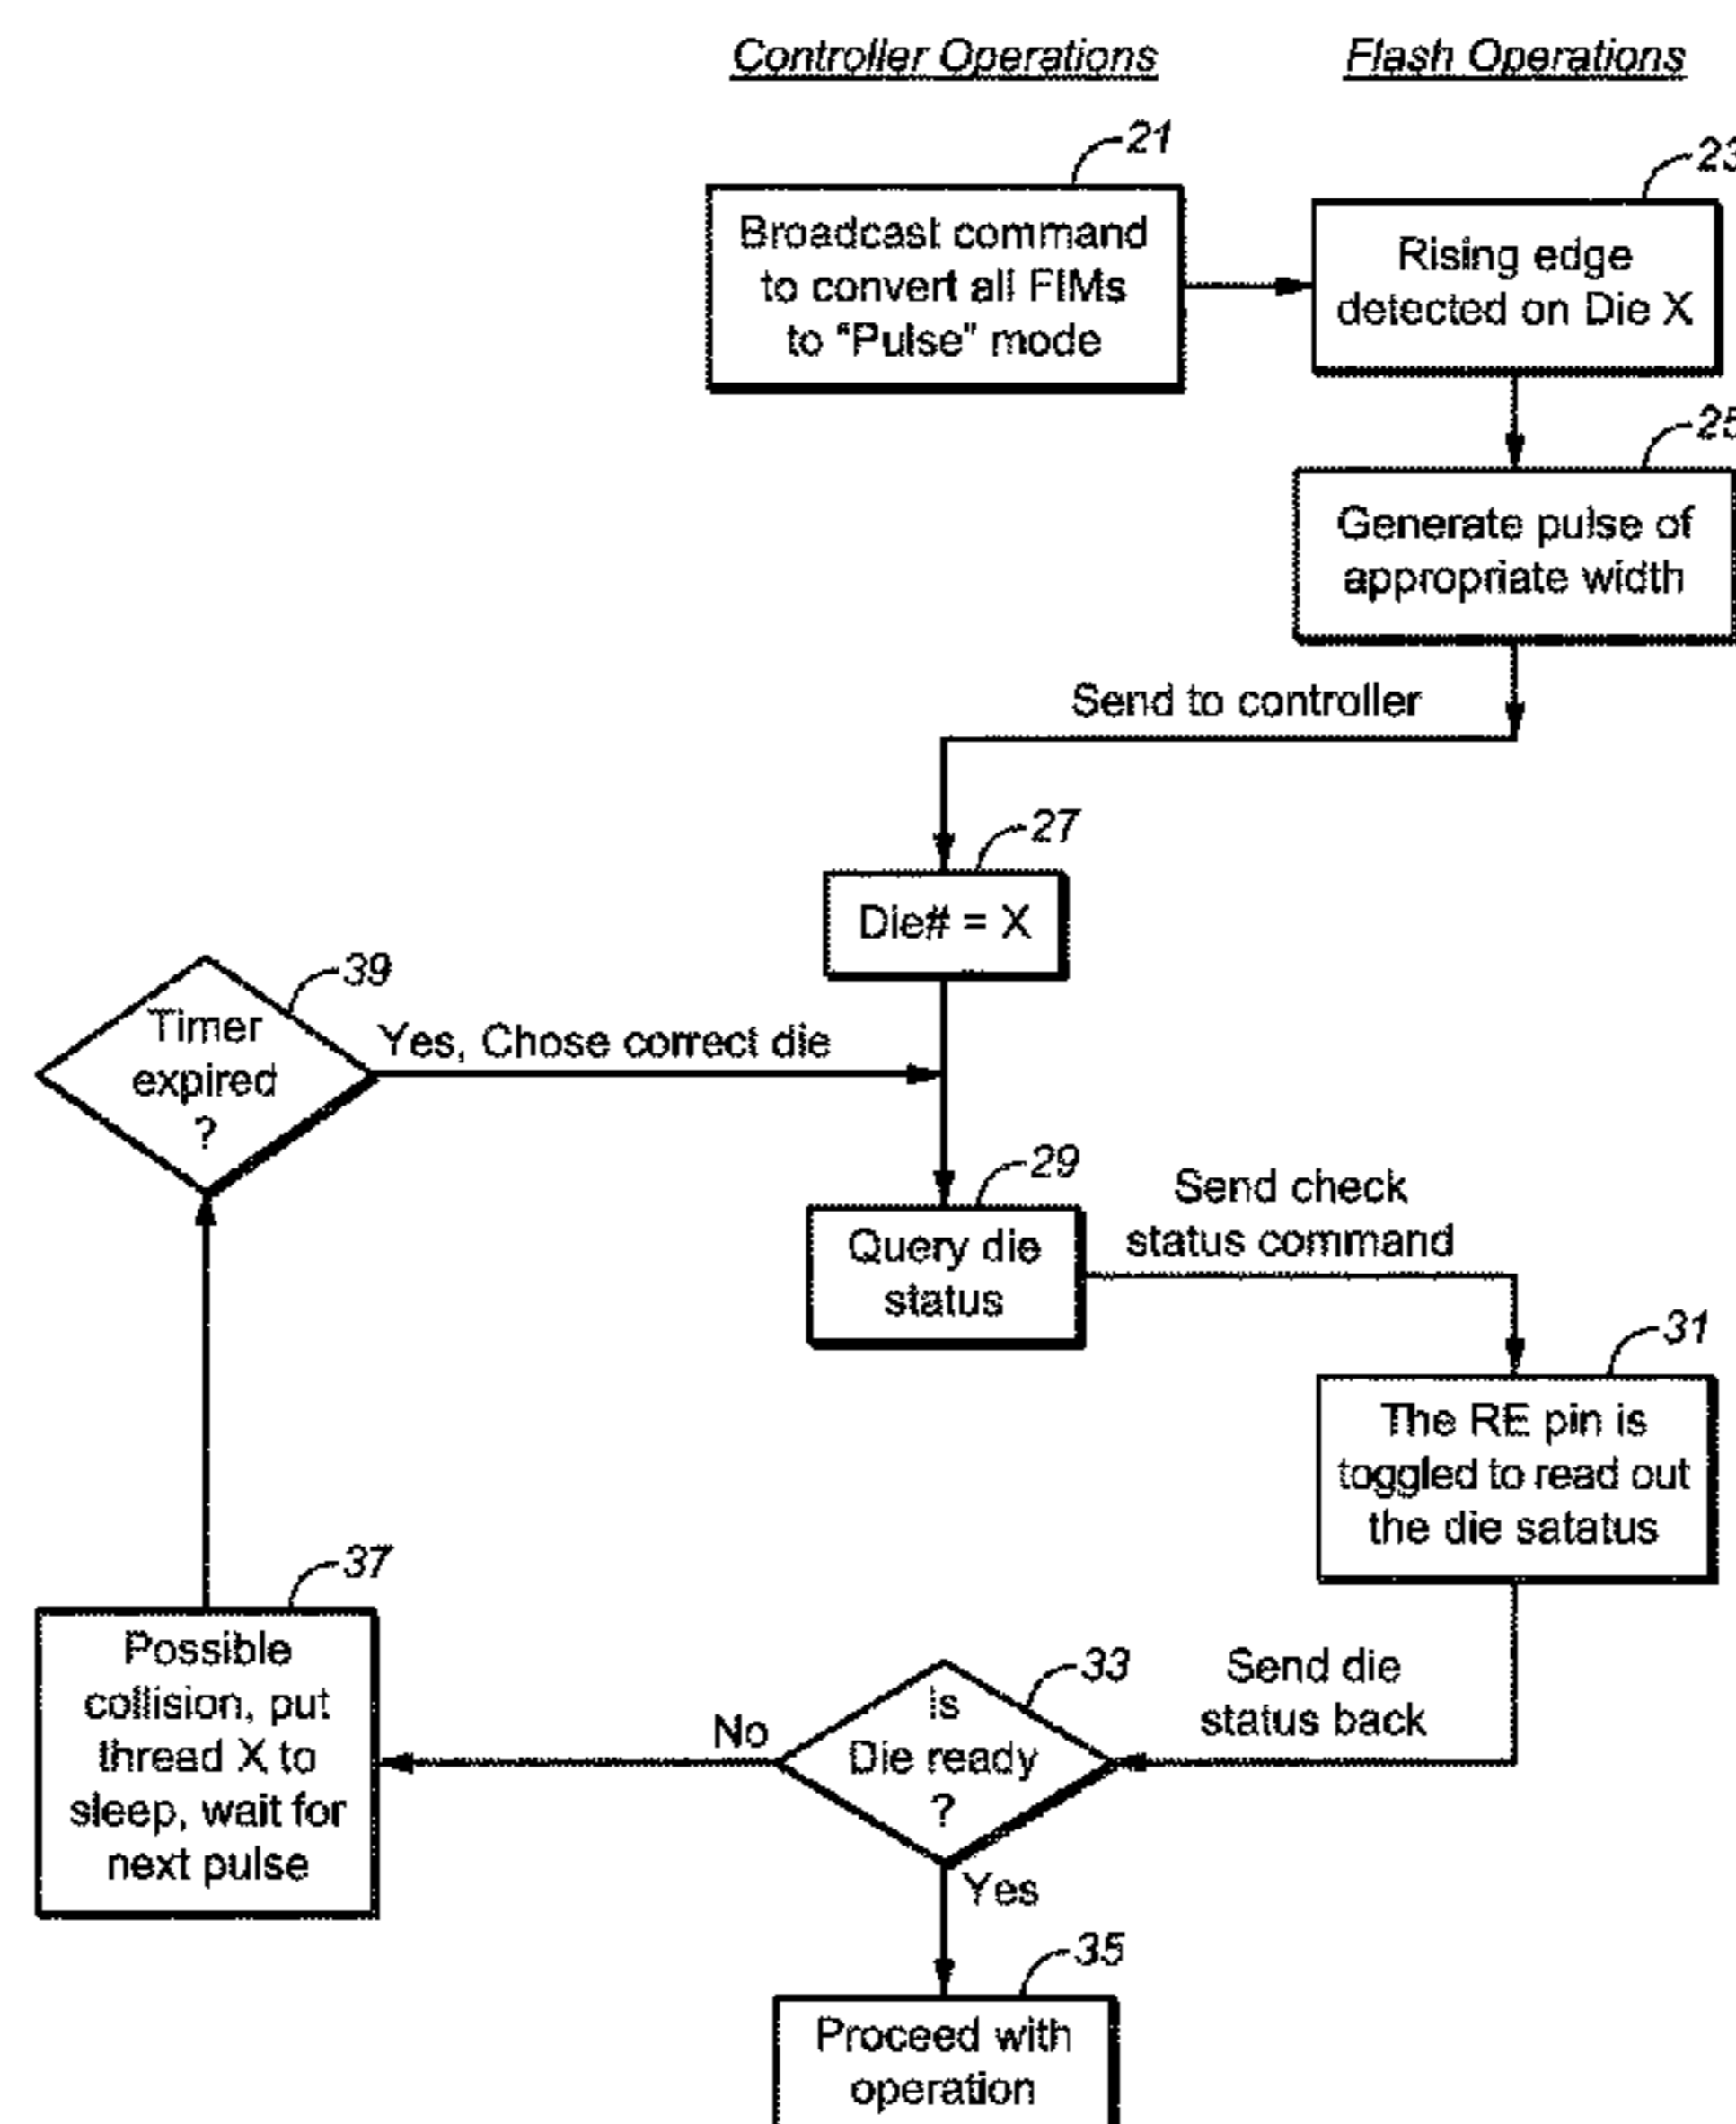 Controller Operations
Flash Operations
21
23
Broadcast command
to convert all FIMs
to "Pulse" mode
Rising edge
detected on Die X
25
Generate pulse of
appropriate width
Send to controller
27
Die# = X
39
Timer
expired
?
Yes, Chose correct die
29
Query die
status
Send check
status command
31
The RE pin is
toggled to read out
the die satatus
37
Possible
collision, put
thread X to
sleep, wait for
next pulse
33
Is
Die ready
?
No
Send die
status back
Yes
35
Proceed with
operation